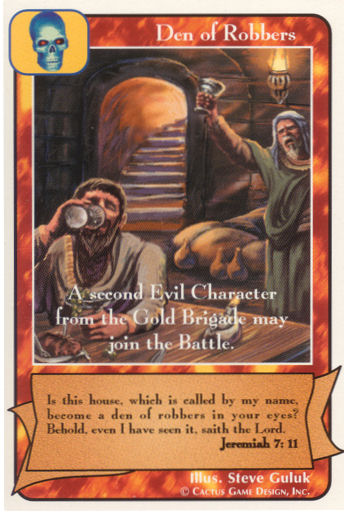 Den of Robbers
A second Evil Character
from the Gold Brigade may
join the Battle.
Is this house, which is called by my name,
become a den of robbers in your eyes?
Behold, even I have seen it, saith the Lord.
Jeremiah 7: 11
Illus. Steve Guluk
© Cactus Game Design, Inc.